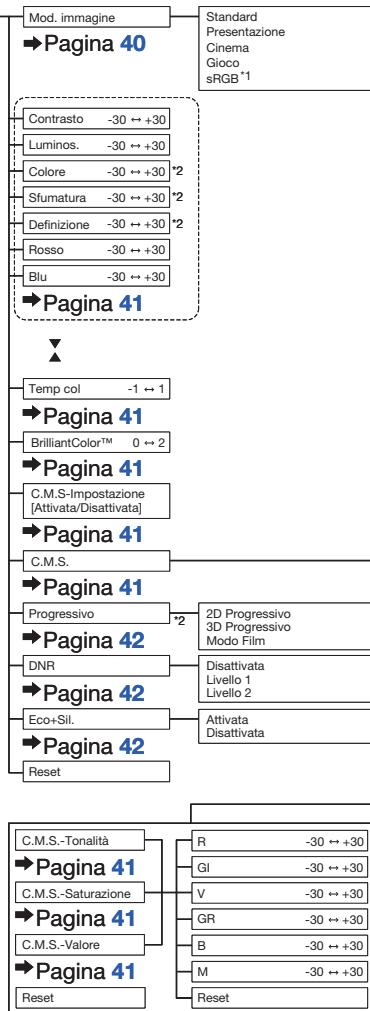 Mod. immagine
➡Pagina 40
Standard
Presentazione
Cinema
Gioco
sRGB*1
Contrasto -30 ↔ +30
Luminos. -30 ↔ +30
Colore -30 ↔ +30 *2
Sfumatura -30 ↔ +30 *2
Definizione -30 ↔ +30 *2
Rosso -30 ↔ +30
Blu -30 ↔ +30
➡Pagina 41
Temp col -1 ↔ 1
➡Pagina 41
BrilliantColor™ 0 ↔ 2
➡Pagina 41
C.M.S-Impostazione
[Attivata/Disattivata]
➡Pagina 41
C.M.S.
➡Pagina 41
Progressivo *2
➡Pagina 42
2D Progressivo
3D Progressivo
Modo Film
DNR
➡Pagina 42
Disattivata
Livello 1
Livello 2
Eco+Sil.
➡Pagina 42
Attivata
Disattivata
Reset
C.M.S.-Tonalità
➡Pagina 41
C.M.S.-Saturazione
➡Pagina 41
C.M.S.-Valore
➡Pagina 41
Reset
R -30 ↔ +30
GI -30 ↔ +30
V -30 ↔ +30
GR -30 ↔ +30
B -30 ↔ +30
M -30 ↔ +30
Reset